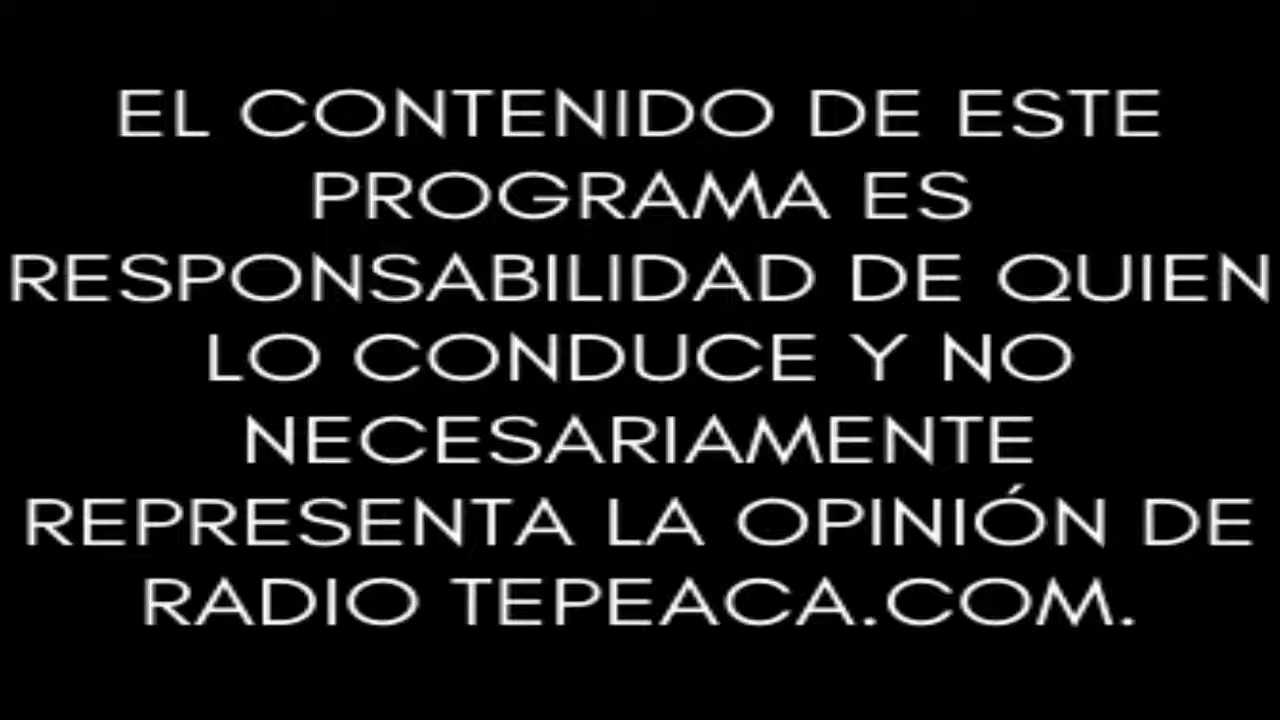 EL CONTENIDO DE ESTE
PROGRAMA ES
RESPONSABILIDAD DE QUIEN
LO CONDUCE Y NO
NECESARIAMENTE
REPRESENTA LA OPINIÓN DE
RADIO TEPEACA.COM.